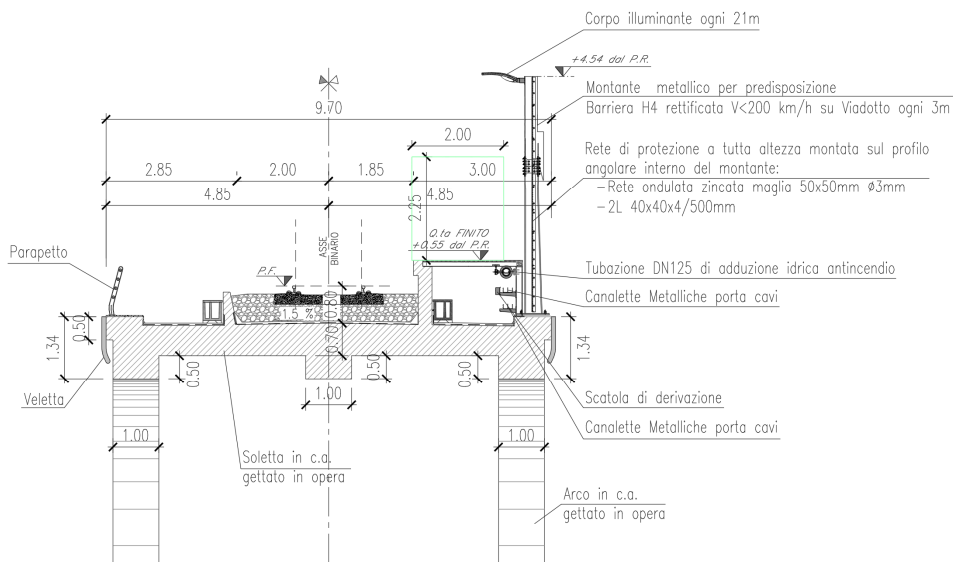 Corpo illuminante ogni 21m
+4.54 dal P.R.
Montante metallico per predisposizione
Barriera H4 rettificata V<200 km/h su Viadotto ogni 3m
9.70
2.00
Rete di protezione a tutta altezza montata sul profilo
angolare interno del montante:
-Rete ondulata zincata maglia 50x50mm Ø3mm
-2L 40x40x4/500mm
2.85
2.00
1.85
3.00
4.85
4.85
2.25
ASSE
BINARIO
Q.ta FINITO
+0.55 dal P.R.
Parapetto
P.F.
Tubazione DN125 di adduzione idrica antincendio
Canalette Metalliche porta cavi
0.80
1.5 %
0.50
1.34
0.70
0.50
0.50
0.50
1.34
Veletta
1.00
Scatola di derivazione
Canalette Metalliche porta cavi
1.00
1.00
Soletta in c.a.
gettato in opera
Arco in c.a.
gettato in opera